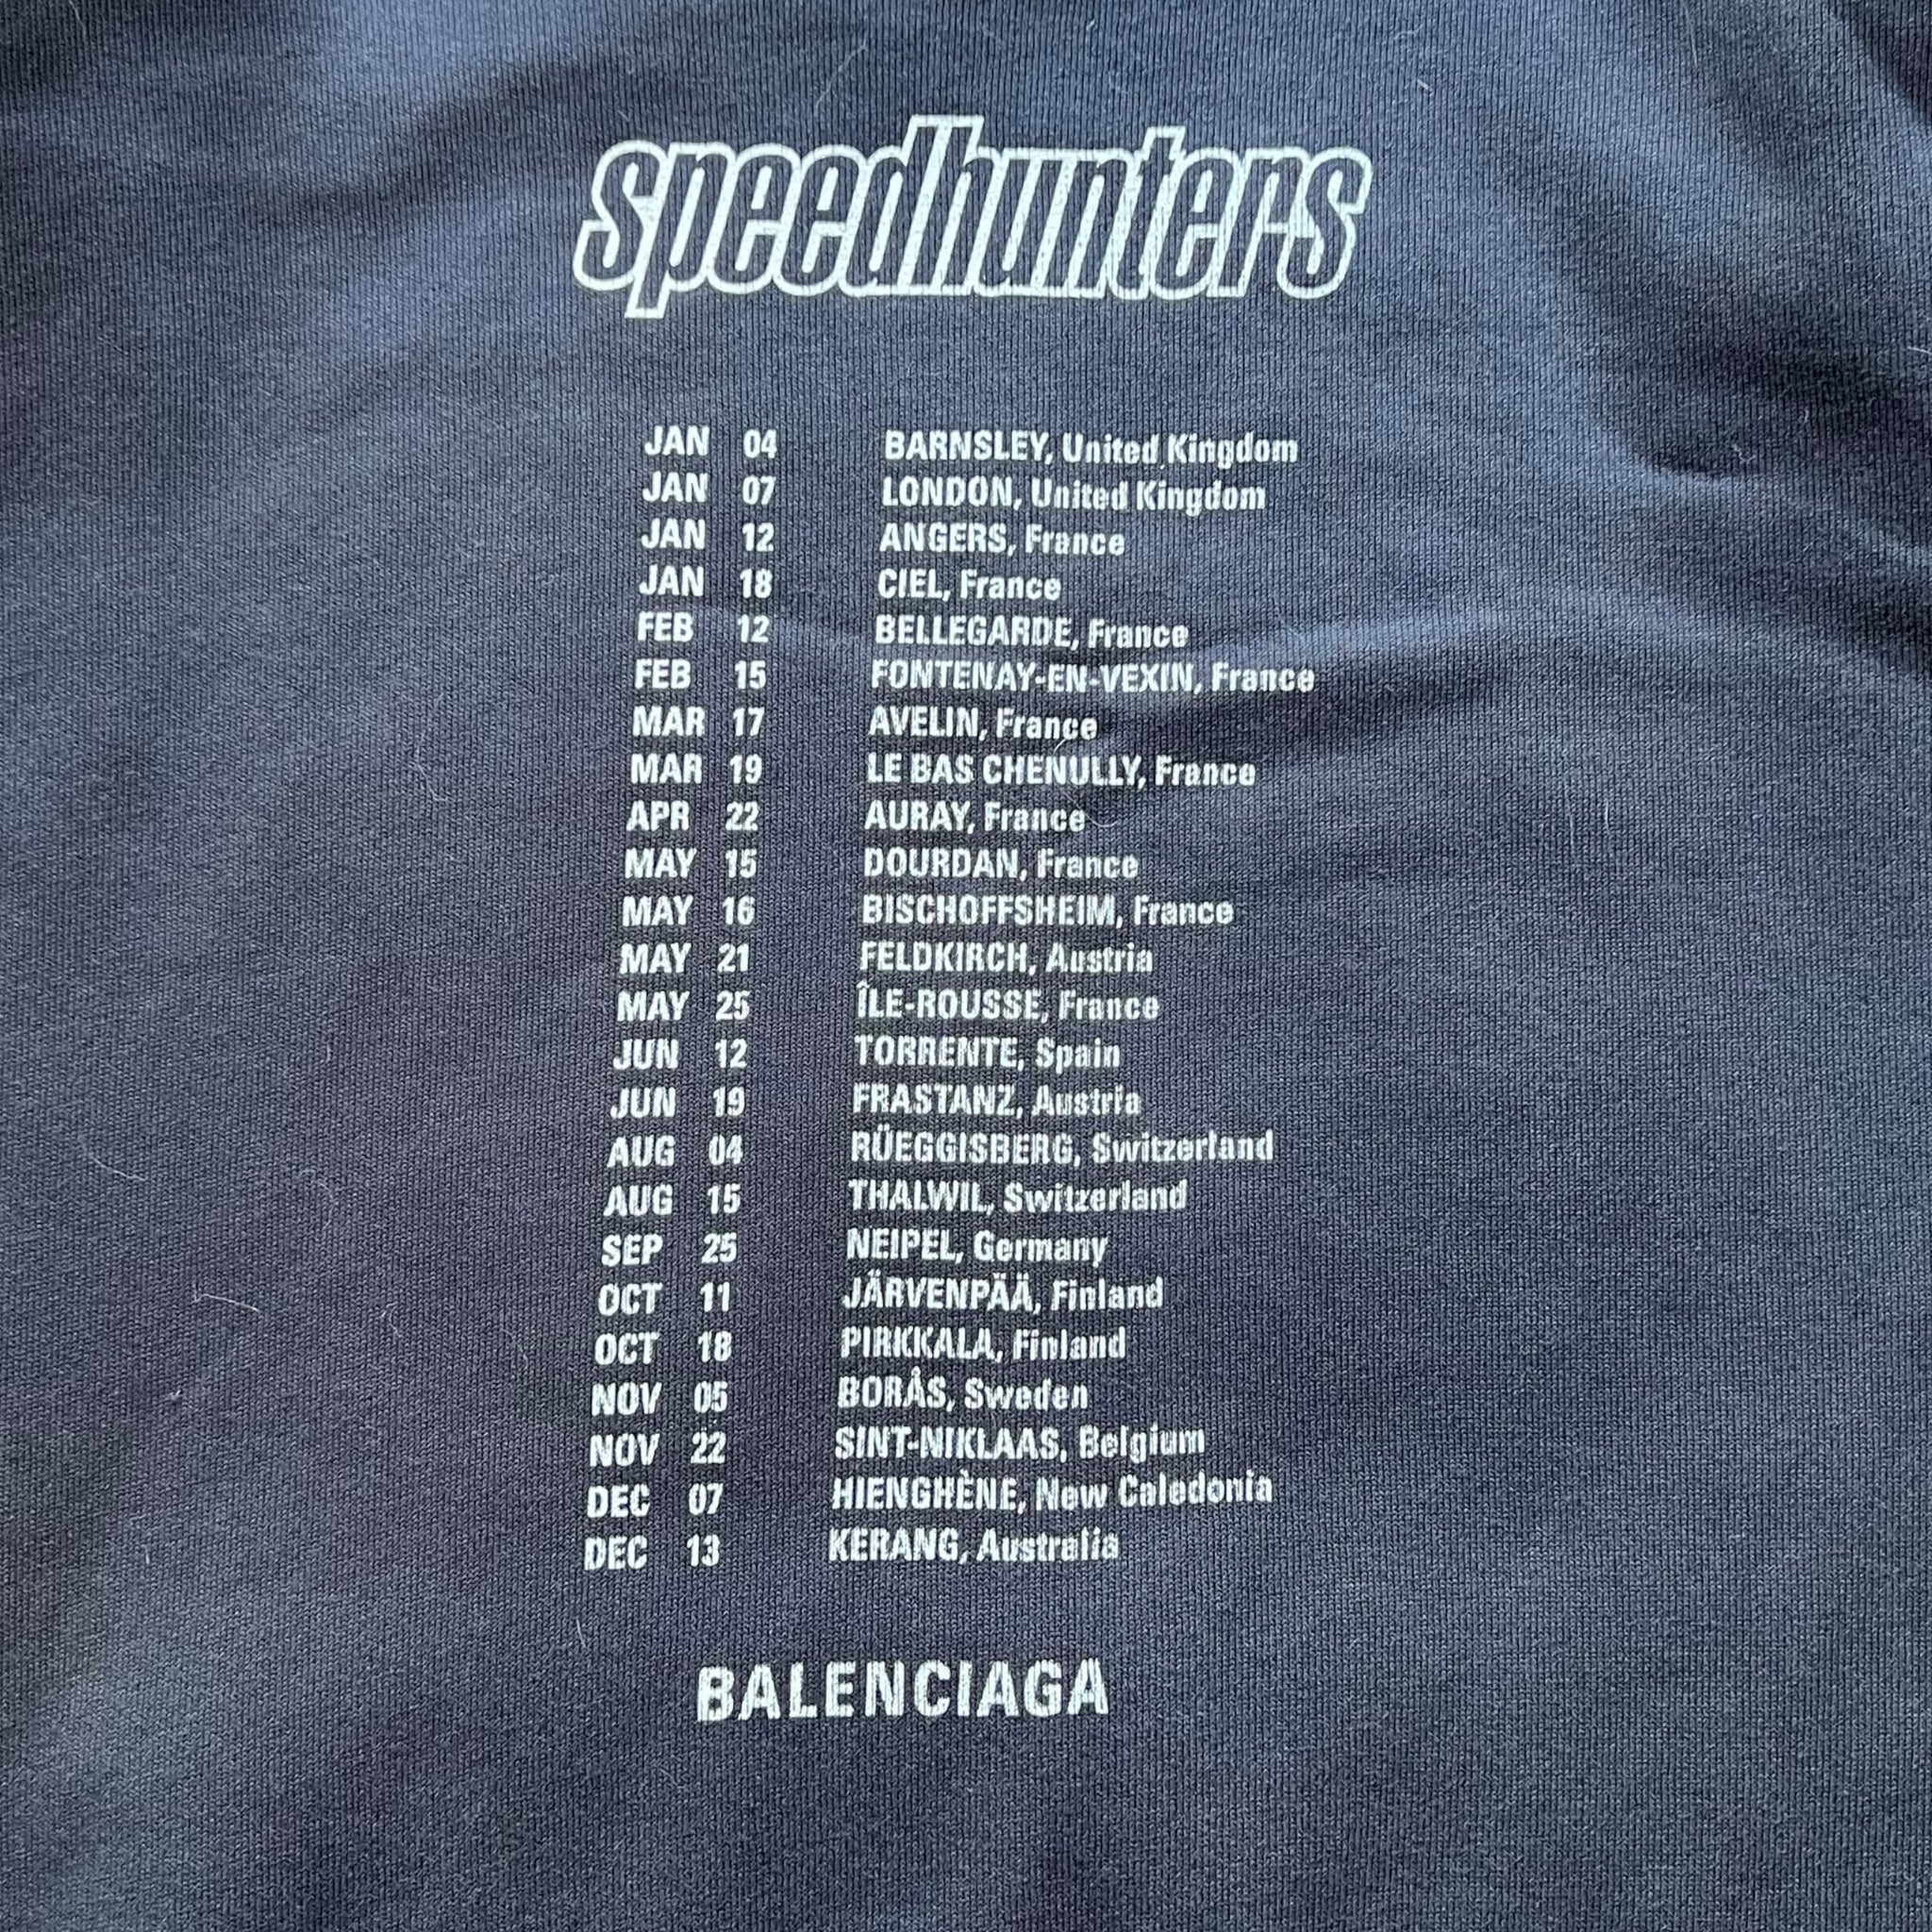 speedhunters
JAN 04 BARNSLEY, United Kingdom
JAN 07 LONDON, United Kingdom
JAN 12 ANGERS, France
JAN 18 CIEL, France
FEB 12 BELLEGARDE, France
FEB 15 FONTENAY-EN-VEXIN, France
MAR 17 AVELIN, France
MAR 19 LE BAS CHENULLY, France
APR 22 AURAY, France
MAY 15 DOURDAN, France
MAY 16 BISCHOFFSHEIM, France
MAY 21 FELDKIRCH, Austria
MAY 25 ÎLE-ROUSSE, France
JUN 12 TORRENTE, Spain
JUN 19 FRASTANZ, Austria
AUG 04 RÜEGGISBERG, Switzerland
AUG 15 THALWIL, Switzerland
SEP 25 NEIPEL, Germany
OCT 11 JÄRVENPÄÄ, Finland
OCT 18 PIRKKALA, Finland
NOV 05 BORÅS, Sweden
NOV 22 SINT-NIKLAAS, Belgium
DEC 07 HIENGHÈNE, New Caledonia
DEC 13 KERANG, Australia
BALENCIAGA